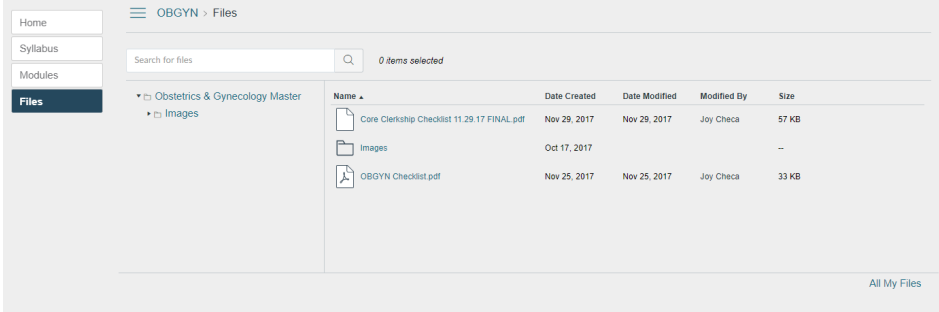 Home
Syllabus
Modules
Files
OBGYN > Files
Search for files
0 items selected
Obstetrics & Gynecology Master
Images
Name Date Created Date Modified Modified By Size
Core Clerkship Checklist 11.29.17 FINAL.pdf Nov 29, 2017 Nov 29, 2017 Joy Checa 57 KB
Images Oct 17, 2017 --
OBGYN Checklist.pdf Nov 25, 2017 Nov 25, 2017 Joy Checa 33 KB
All My Files